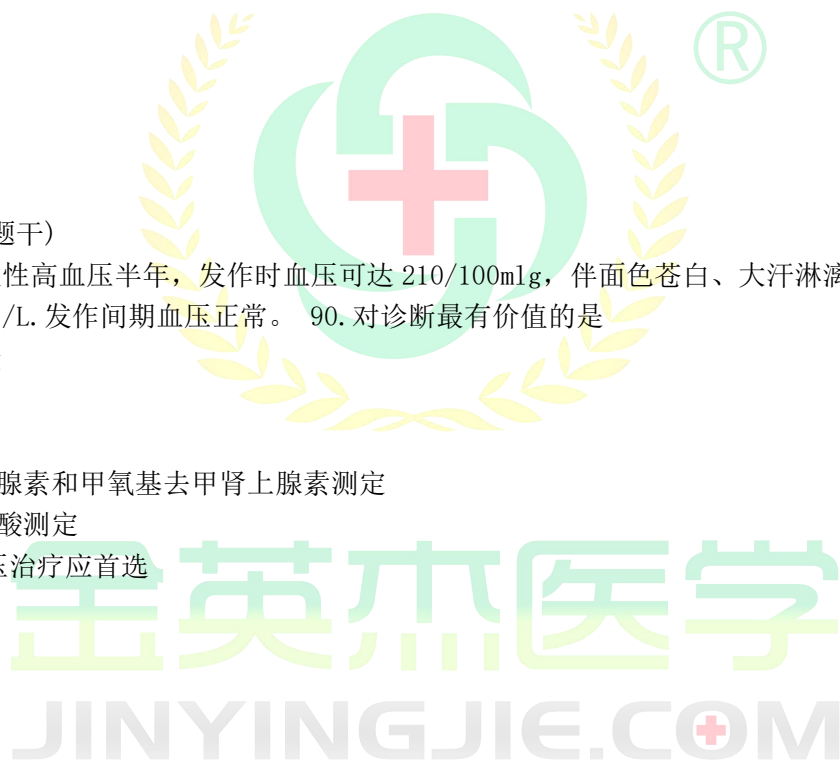 ®
题干)
性高血压半年，发作时血压可达 210/100mlg，伴面色苍白、大汗淋漓
/L.发作间期血压正常。 90.对诊断最有价值的是
腺素和甲氧基去甲肾上腺素测定
酸测定
压治疗应首选
金英杰医学
JINYINGJIE.COM